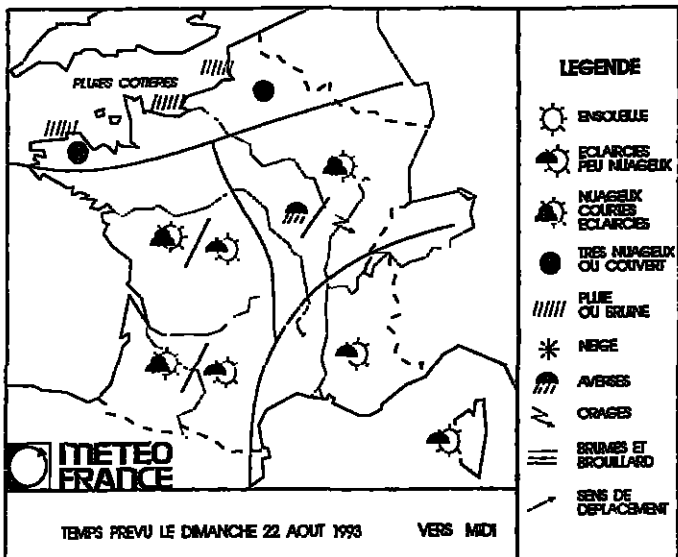 PLUIES COTIERES
METEO
FRANCE
TEMPS PREVU LE DIMANCHE 22 AOUT 1993 VERS MIDI
LEGENDE
ENSOLEILLE
ECLAIRCIES
PEU NUAGEUX
NUAGEUX
COURTES
ECLAIRCIES
TRES NUAGEUX
OU COUVERT
PLUIE
OU BRUINE
NEIGE
AVERSES
ORAGES
BRUMES ET
BROUILLARD
SENS DE
DEPLACEMENT